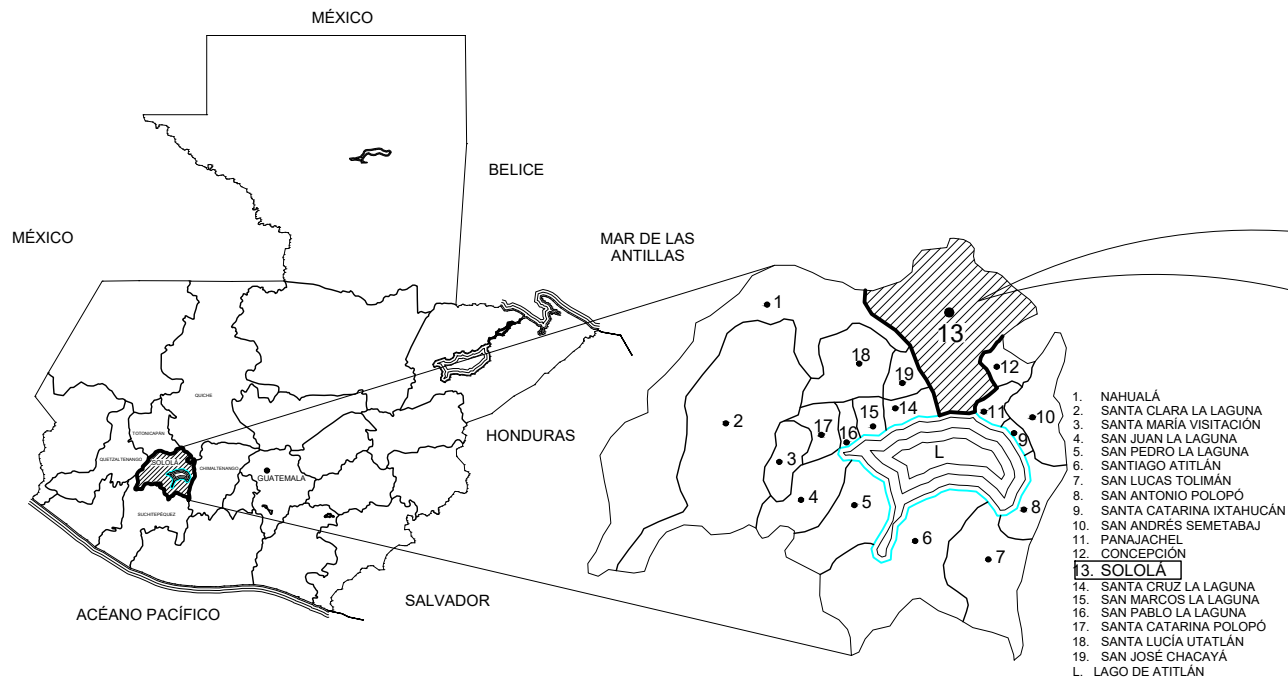 MÉXICO
BELICE
MÉXICO
MAR DE LAS
ANTILLAS
QUICHE
TOTONICAPÁN
QUETZALTENANGO
SOLOLÁ
CHIMALTENANGO
GUATEMALA
HONDURAS
SUCHITEPÉQUEZ
SALVADOR
ACÉANO PACÍFICO
1
13
18
12
19
14
11
10
2
15
17
16
9
L
3
4
5
8
6
7
1. NAHUALÁ
2. SANTA CLARA LA LAGUNA
3. SANTA MARÍA VISITACIÓN
4. SAN JUAN LA LAGUNA
5. SAN PEDRO LA LAGUNA
6. SANTIAGO ATITLÁN
7. SAN LUCAS TOLIMÁN
8. SAN ANTONIO POLOPÓ
9. SANTA CATARINA IXTAHUCÁN
10. SAN ANDRÉS SEMETABAJ
11. PANAJACHEL
12. CONCEPCIÓN
13. SOLOLÁ
14. SANTA CRUZ LA LAGUNA
15. SAN MARCOS LA LAGUNA
16. SAN PABLO LA LAGUNA
17. SANTA CATARINA POLOPÓ
18. SANTA LUCÍA UTATLÁN
19. SAN JOSÉ CHACAYÁ
L. LAGO DE ATITLÁN